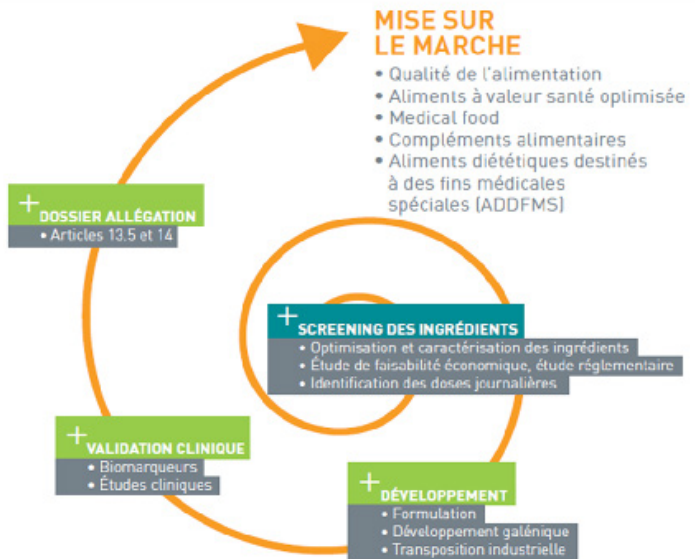 MISE SUR
LE MARCHE
• Qualité de l'alimentation
• Aliments à valeur santé optimisée
• Medical food
• Compléments alimentaires
• Aliments diététiques destinés
à des fins médicales
spéciales (ADDFMS)
+ DOSSIER ALLÉGATION
• Articles 13.5 et 14
+ SCREENING DES INGRÉDIENTS
• Optimisation et caractérisation des ingrédients
• Étude de faisabilité économique, étude réglementaire
• Identification des doses journalières
+ VALIDATION CLINIQUE
• Biomarqueurs
• Études cliniques
+ DÉVELOPPEMENT
• Formulation
• Développement galénique
• Transposition industrielle